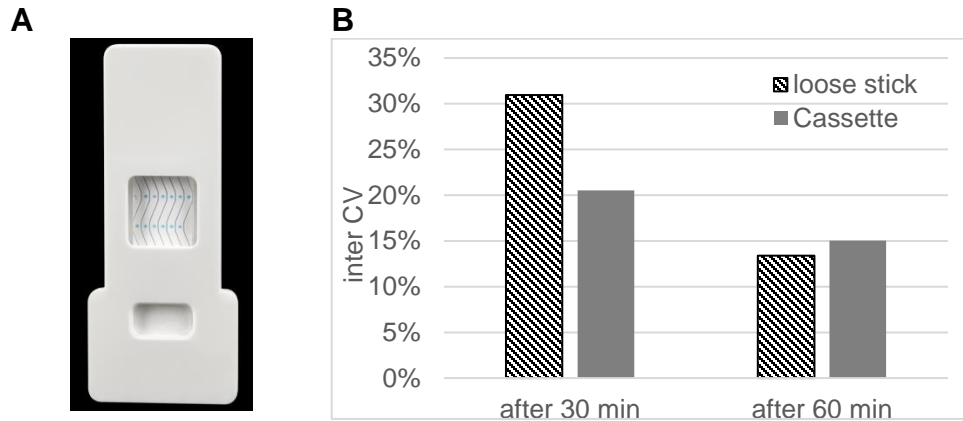 A
B
35%
30%
25%
20%
15%
10%
5%
0%
inter CV
loose stick
Cassette
after 30 min
after 60 min